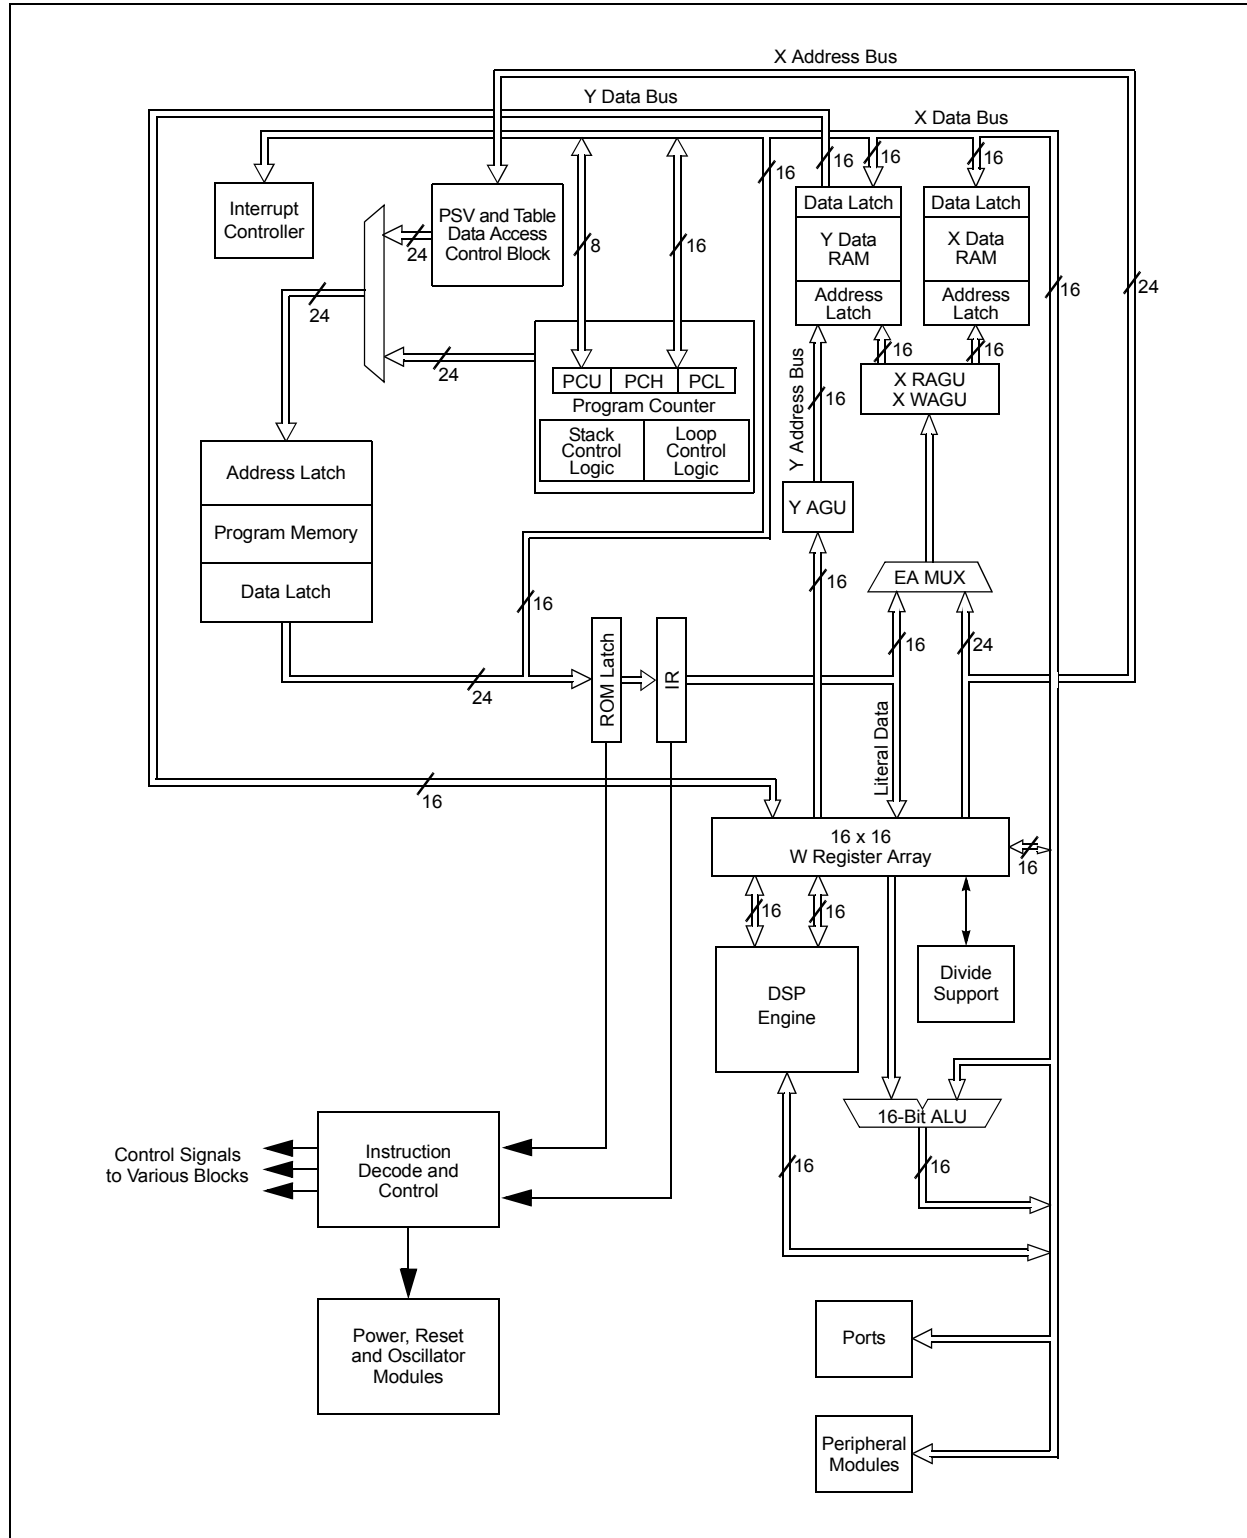 X Address Bus
Y Data Bus
X Data Bus
16
16
16
16
Interrupt
Controller
PSV and Table
Data Access
Control Block
24
8
16
Data Latch
Y Data
RAM
Address
Latch
Data Latch
X Data
RAM
Address
Latch
16
24
24
24
16
16
PCU
PCH
PCL
Program Counter
Stack
Control
Logic
Loop
Control
Logic
Y Address Bus
16
X RAGU
X WAGU
Address Latch
Program Memory
Data Latch
Y AGU
16
EA MUX
16
16
24
24
ROM Latch
IR
Literal Data
16
16 x 16
W Register Array
16
16
16
DSP
Engine
Divide
Support
16-Bit ALU
16
16
Control Signals
to Various Blocks
Instruction
Decode and
Control
Power, Reset
and Oscillator
Modules
Ports
Peripheral
Modules